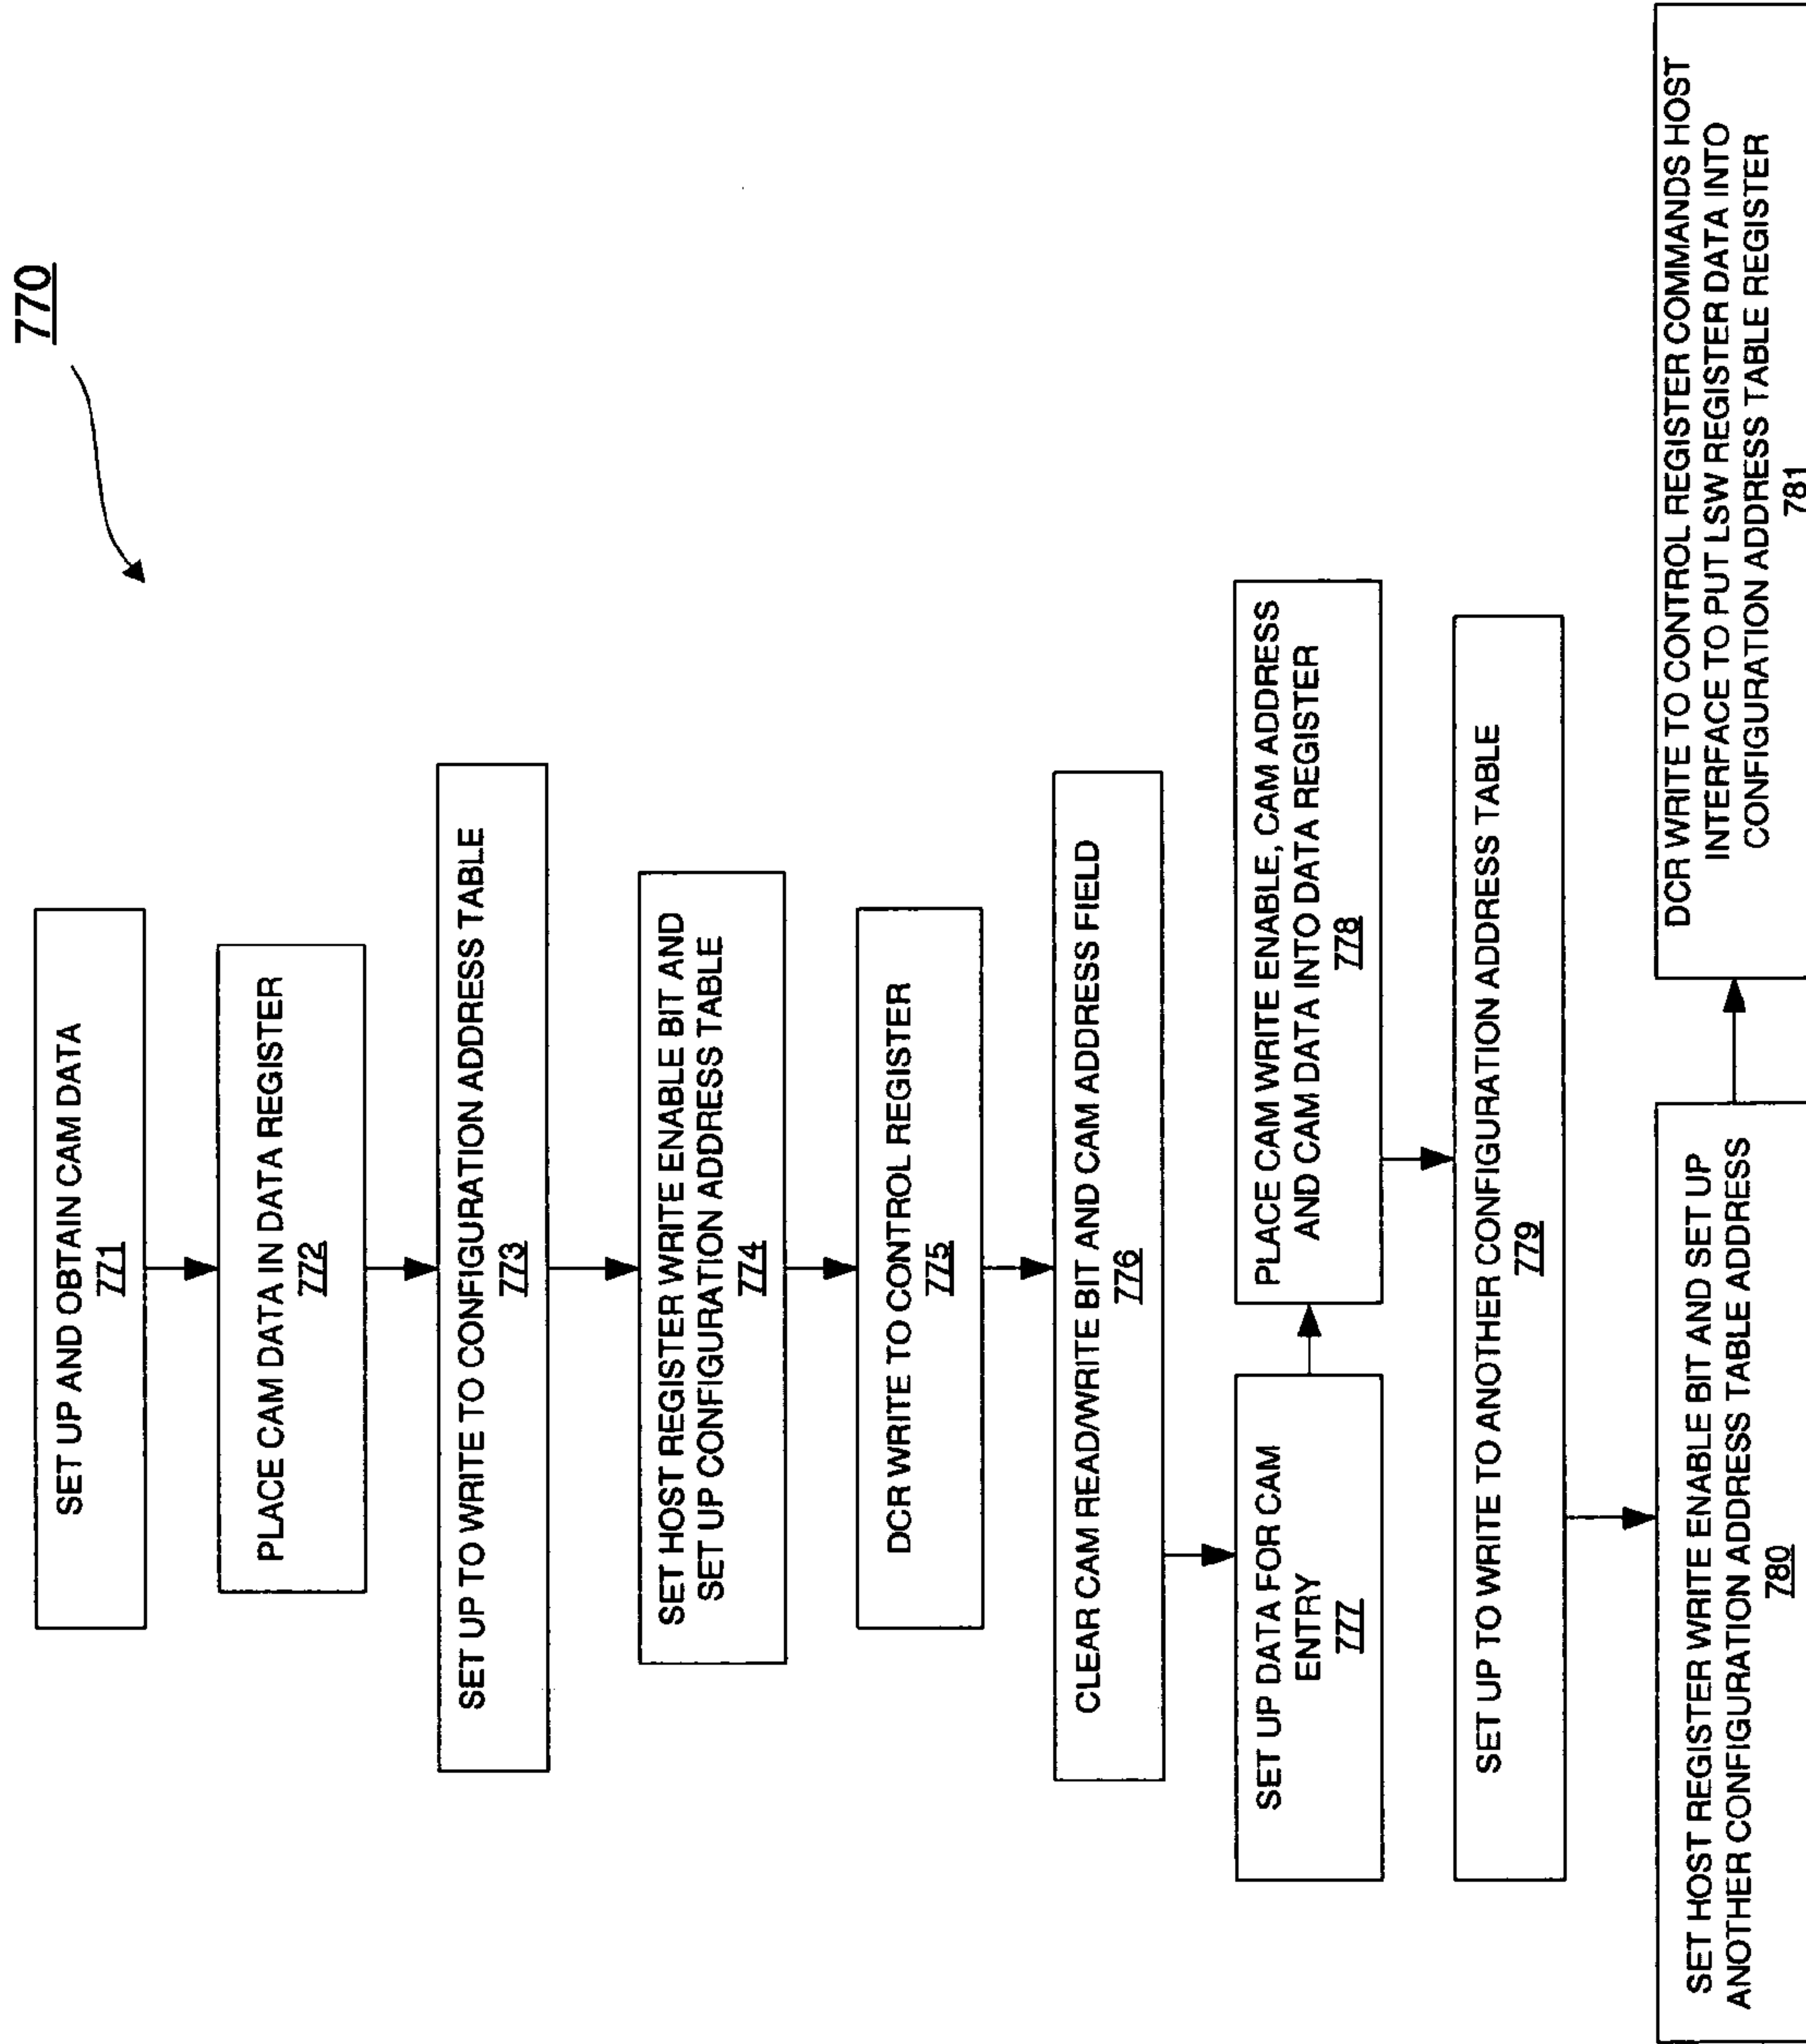 770
SET UP AND OBTAIN CAM DATA
771
PLACE CAM DATA IN DATA REGISTER
772
SET UP TO WRITE TO CONFIGURATION ADDRESS TABLE
773
SET HOST REGISTER WRITE ENABLE BIT AND
SET UP CONFIGURATION ADDRESS TABLE
774
DCR WRITE TO CONTROL REGISTER
775
CLEAR CAM READ/WRITE BIT AND CAM ADDRESS FIELD
776
SET UP DATA FOR CAM
ENTRY
777
PLACE CAM WRITE ENABLE, CAM ADDRESS
AND CAM DATA INTO DATA REGISTER
778
SET UP TO WRITE TO ANOTHER CONFIGURATION ADDRESS TABLE
779
SET HOST REGISTER WRITE ENABLE BIT AND SET UP
ANOTHER CONFIGURATION ADDRESS TABLE ADDRESS
780
DCR WRITE TO CONTROL REGISTER COMMANDS HOST
INTERFACE TO PUT LSW REGISTER DATA INTO
CONFIGURATION ADDRESS TABLE REGISTER
781